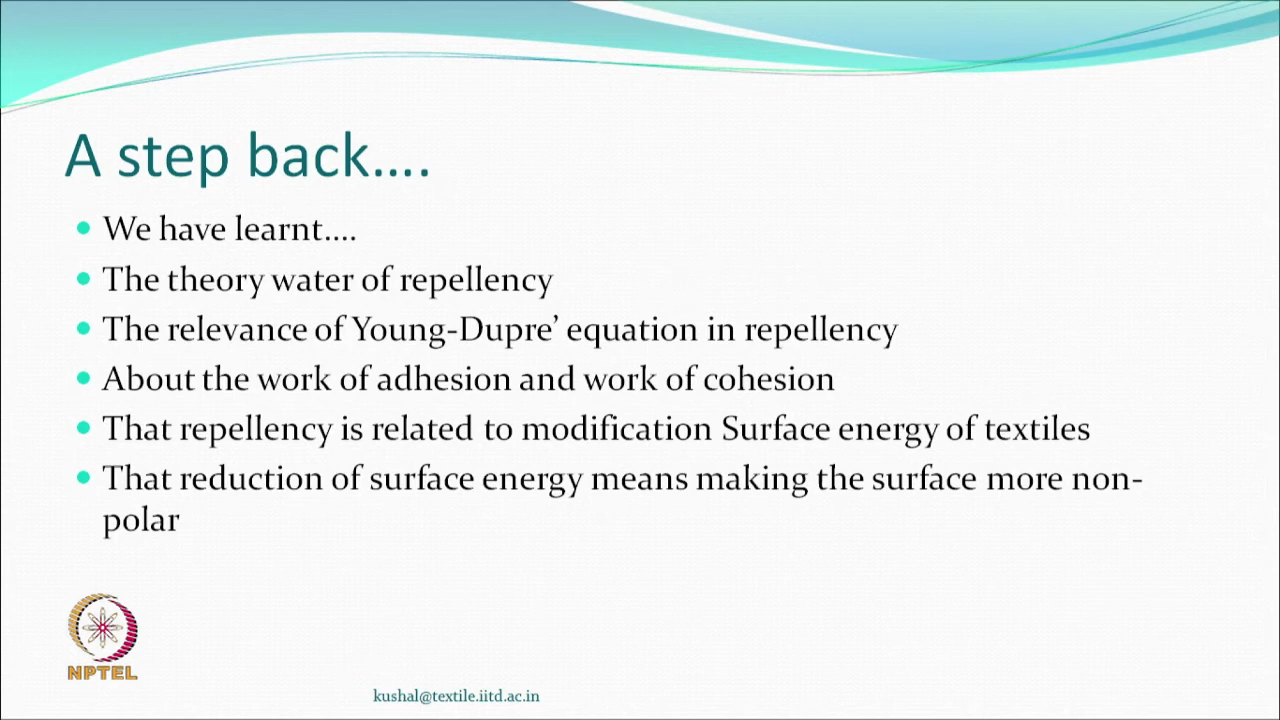 A step back....
We have learnt....
The theory water of repellency
The relevance of Young-Dupre’ equation in repellency
About the work of adhesion and work of cohesion
That repellency is related to modification Surface energy of textiles
That reduction of surface energy means making the surface more non-
polar
NPTEL
kushal@textile.iitd.ac.in